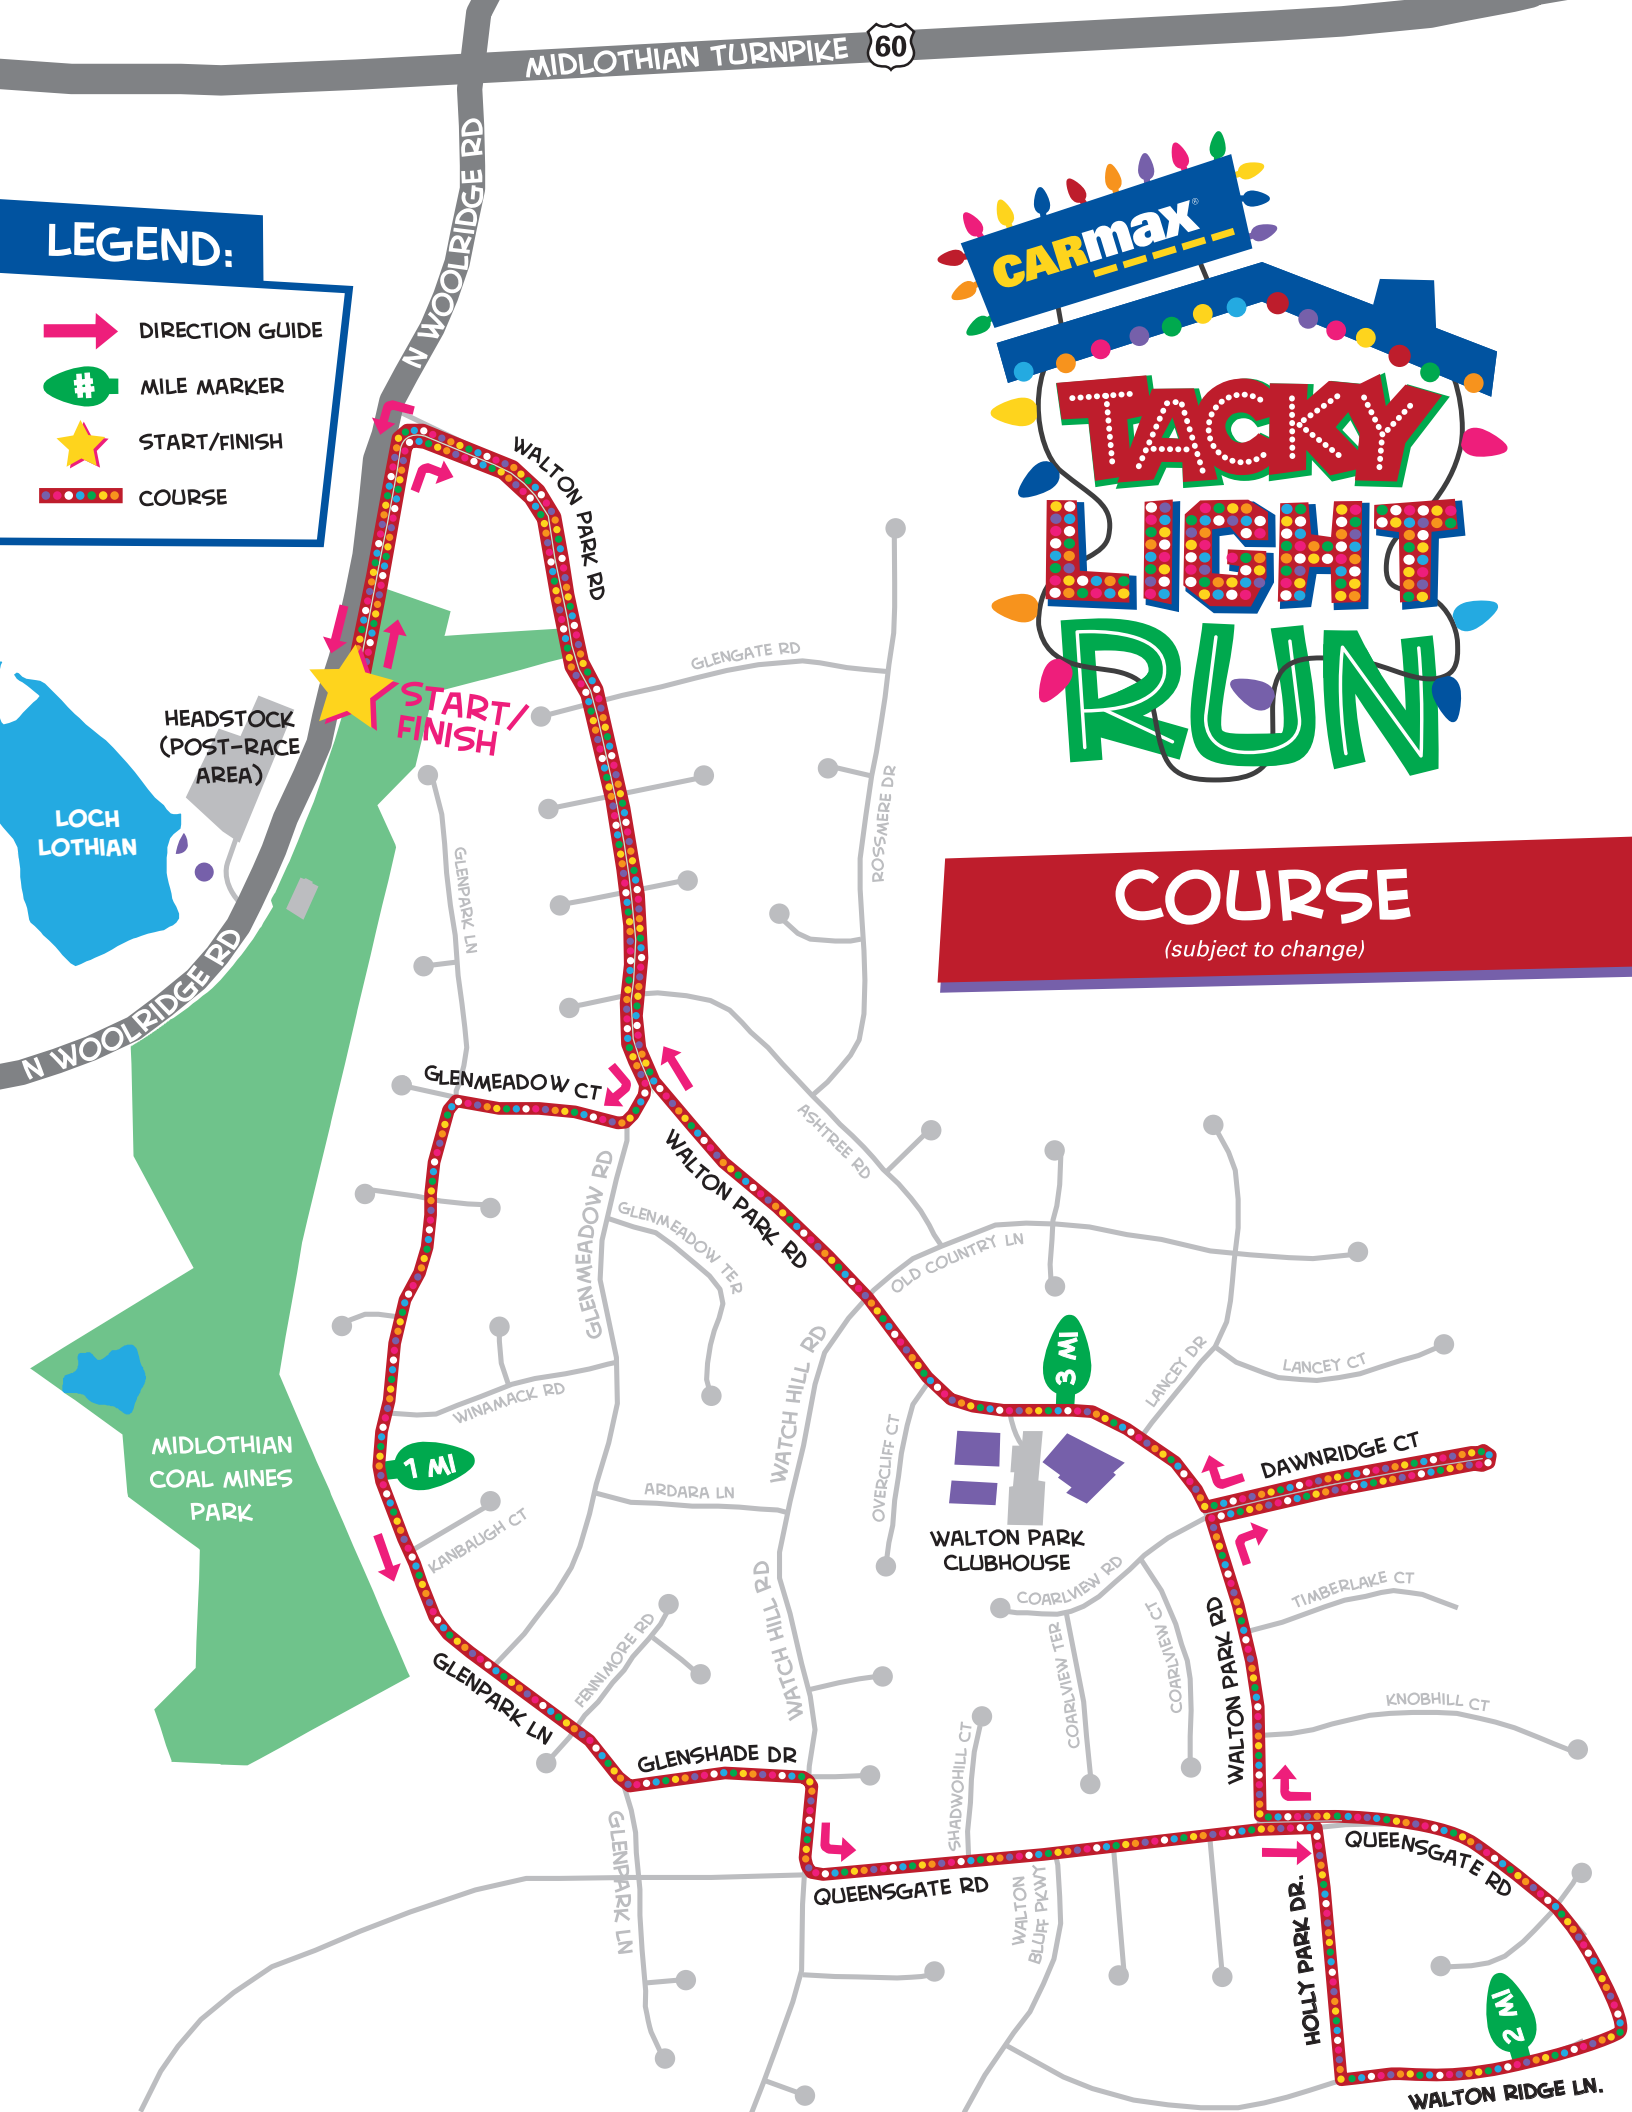 MIDLOTHIAN TURNPIKE
60
N WOOLRIDGE RD
LEGEND:
DIRECTION GUIDE
#
MILE MARKER
START/FINISH
COURSE
CARMAX®
TACKY
LIGHT
RUN
COURSE
(subject to change)
WALTON PARK RD
GLENGATE RD
ROSSMERE DR
START/
FINISH
HEADSTOCK
(POST-RACE
AREA)
LOCH
LOTHIAN
GLENPARK LN
N WOOLRIDGE RD
GLENMEADOW CT
ASHTREE RD
WALTON PARK RD
GLENMEADOW RD
GLENMEADOW TER
OLD COUNTRY LN
WATCH HILL RD
3 MI
LANCEY DR
LANCEY CT
WINAMACK RD
OVERCLIFF CT
DAWNRIDGE CT
MIDLOTHIAN
COAL MINES
PARK
1 MI
ARDARA LN
KANBAUGH CT
WALTON PARK
CLUBHOUSE
COARLVIEW RD
TIMBERLAKE CT
WATCH HILL RD
FENNIMORE RD
COARLVIEW TER
COARLVIEW CT
WALTON PARK RD
GLENPARK LN
KNOBHILL CT
GLENSHADE DR
SHADWOHILL CT
GLENPARK LN
QUEENSGATE RD
QUEENSGATE RD
WALTON
BLUFF PKWY
HOLLY PARK DR.
2 MI
WALTON RIDGE LN.